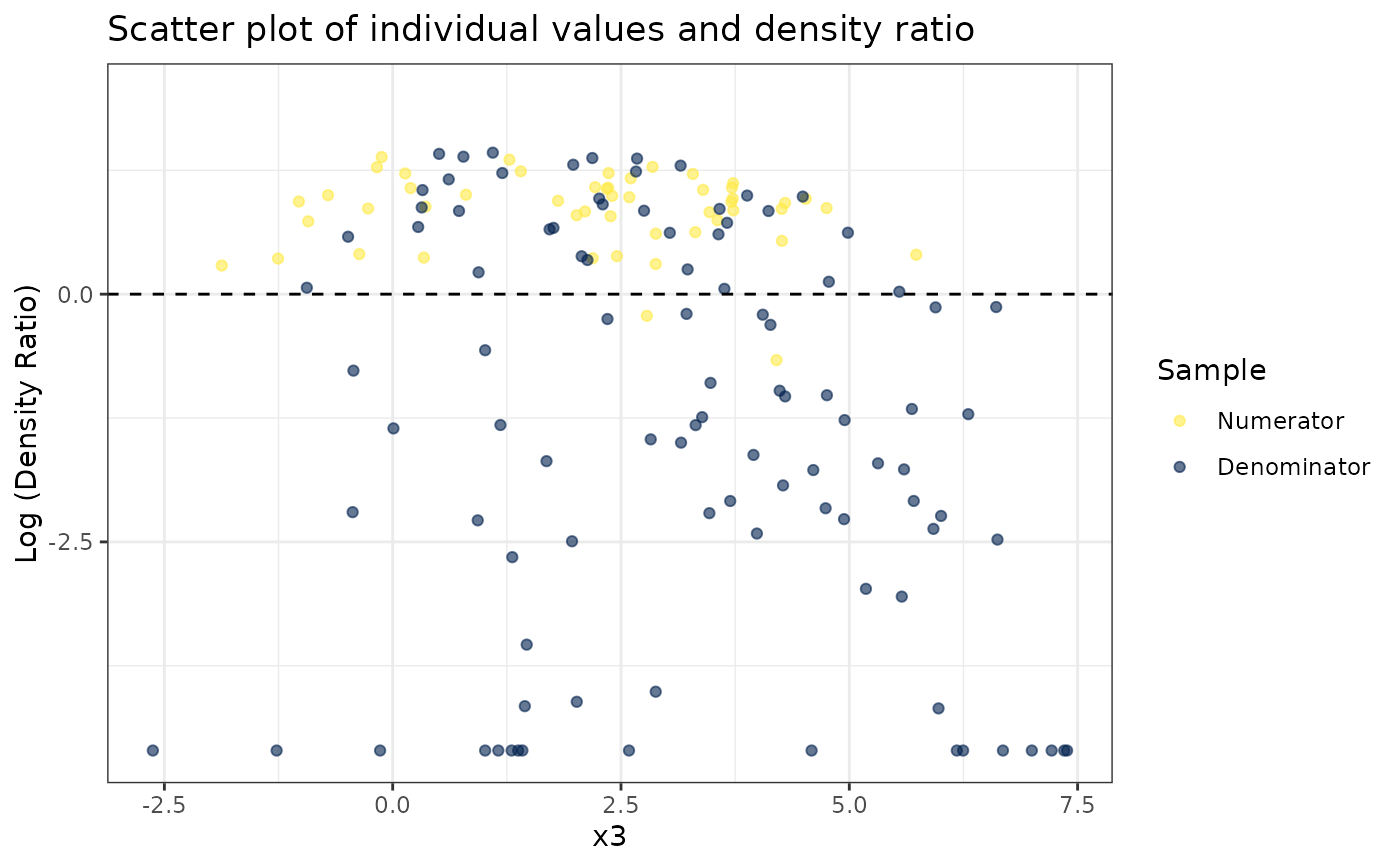 Scatter plot of individual values and density ratio
Log (Density Ratio)
0.0
-2.5
-2.5
0.0
2.5
5.0
7.5
x3
Sample
Numerator
Denominator